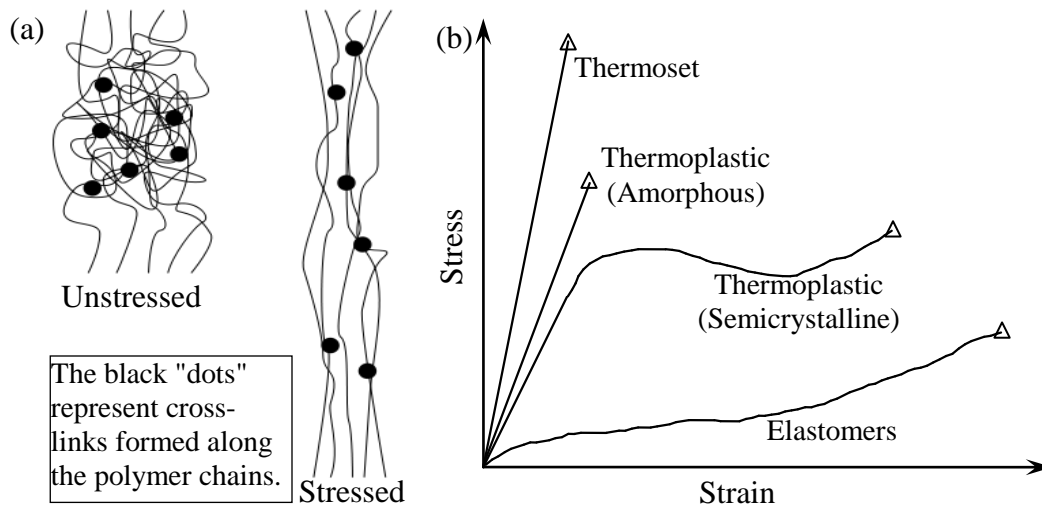 (a)
Unstressed
The black "dots"
represent cross-
links formed along
the polymer chains.
Stressed
(b)
Stress
Thermoset
Thermoplastic
(Amorphous)
Thermoplastic
(Semicrystalline)
Elastomers
Strain